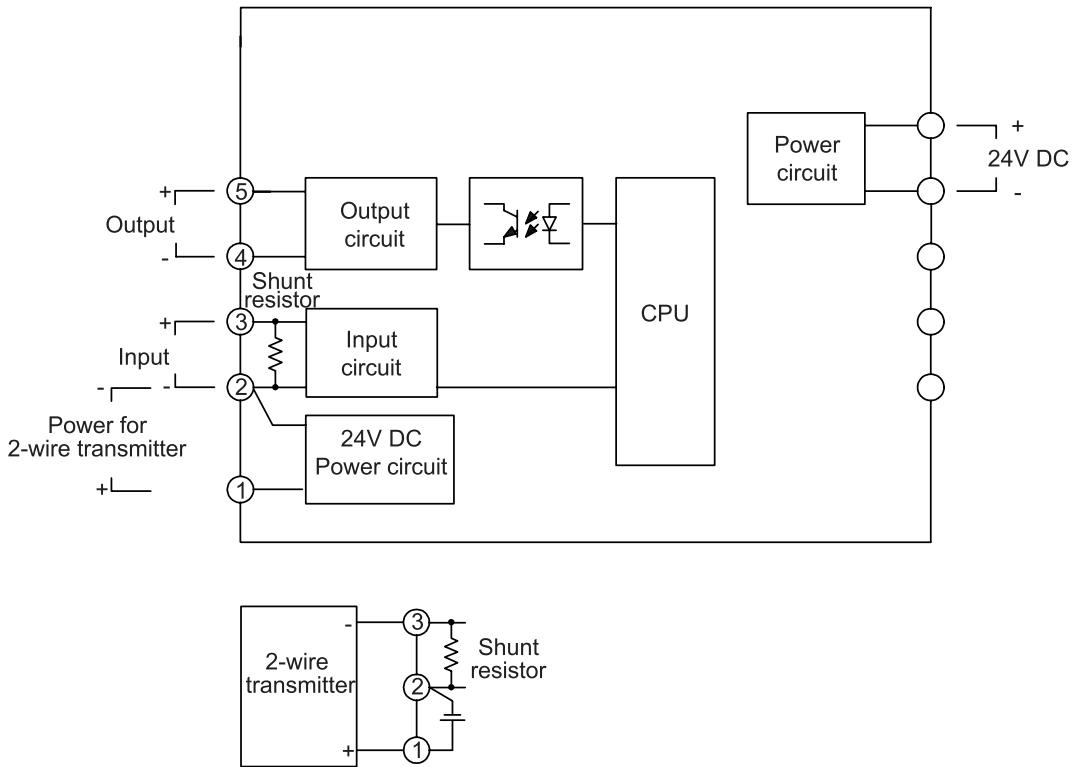 Power
circuit
+
24V DC
-
+
Output
-
5
4
Output
circuit
CPU
Shunt
resistor
+
Input
-
3
2
Input
circuit
-
Power for
2-wire transmitter
+
1
24V DC
Power circuit
2-wire
transmitter
-
+
3
2
1
Shunt
resistor